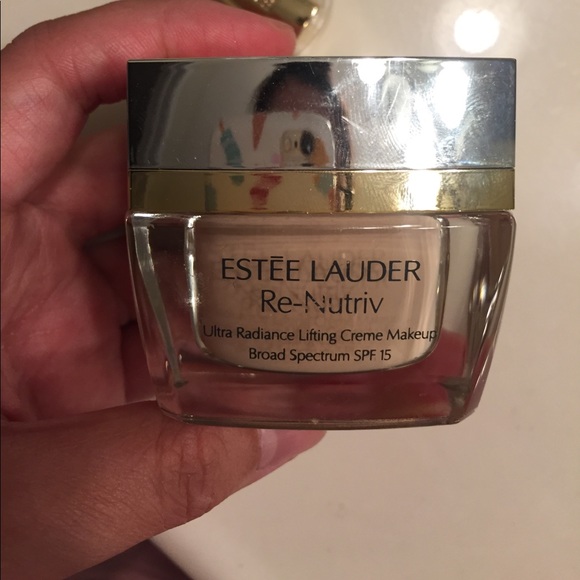 ESTĒE LAUDER
Re-Nutriv
Ultra Radiance Lifting Creme Makeup
Broad Spectrum SPF 15